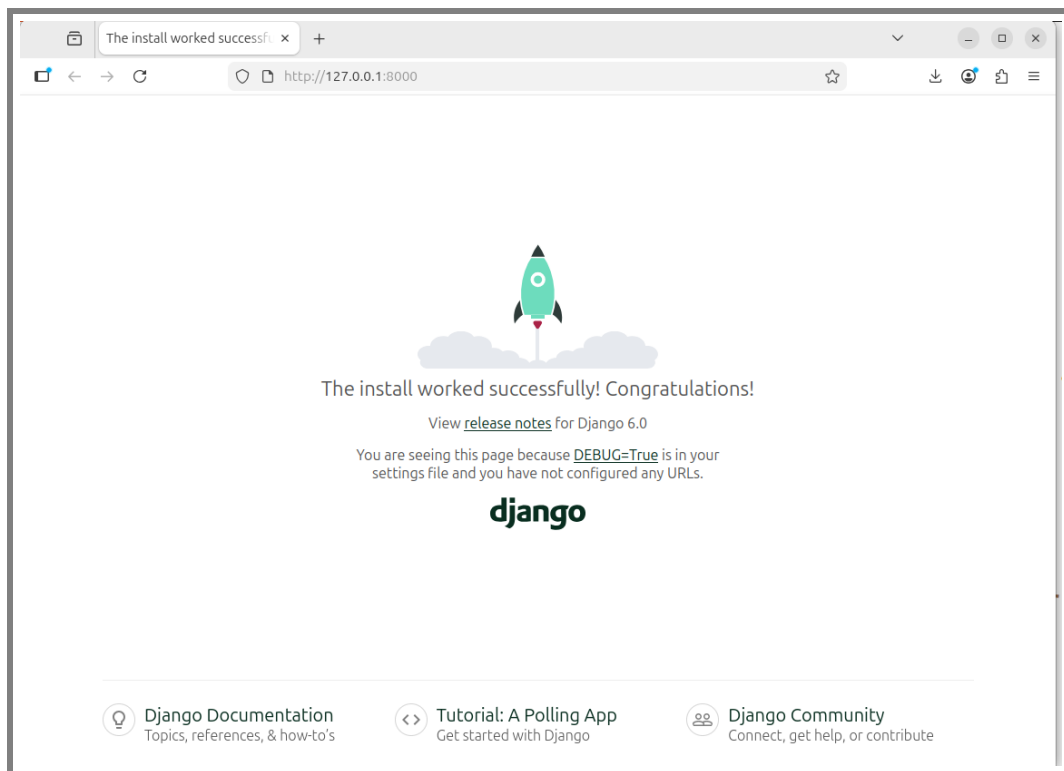 The install worked successfu
http://127.0.0.1:8000
The install worked successfully! Congratulations!
View release notes for Django 6.0
You are seeing this page because DEBUG=True is in your
settings file and you have not configured any URLs.
django
Django Documentation
Topics, references, & how-to's
Tutorial: A Polling App
Get started with Django
Django Community
Connect, get help, or contribute